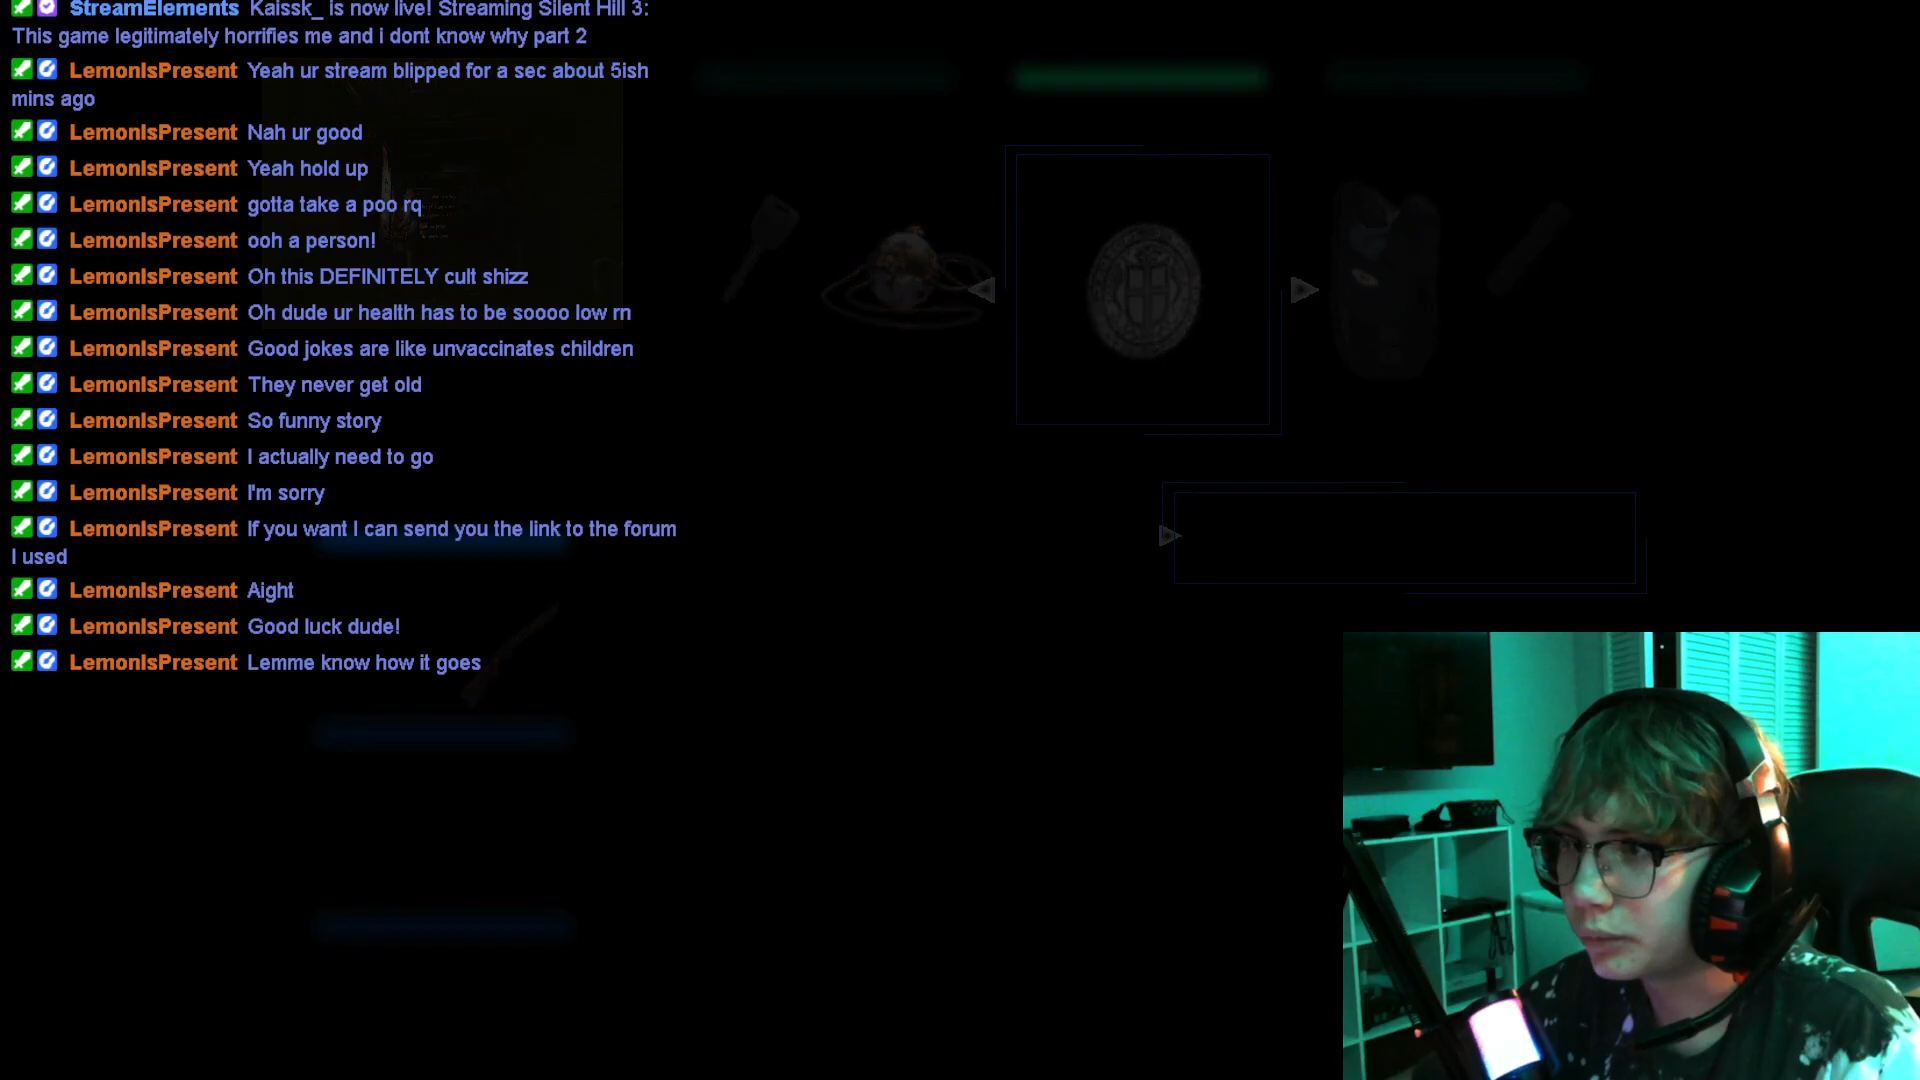 StreamElements Kaissk_ is now live! Streaming Silent Hill 3:
This game legitimately horrifies me and i dont know why part 2
LemonIsPresent Yeah ur stream blipped for a sec about 5ish
mins ago
LemonIsPresent Nah ur good
LemonIsPresent Yeah hold up
LemonIsPresent gotta take a poo rq
LemonIsPresent ooh a person!
LemonIsPresent Oh this DEFINITELY cult shizz
LemonIsPresent Oh dude ur health has to be soooo low rn
LemonIsPresent Good jokes are like unvaccinates children
LemonIsPresent They never get old
LemonIsPresent So funny story
LemonIsPresent I actually need to go
LemonIsPresent I'm sorry
LemonIsPresent If you want I can send you the link to the forum
I used
LemonIsPresent Aight
LemonIsPresent Good luck dude!
LemonIsPresent Lemme know how it goes